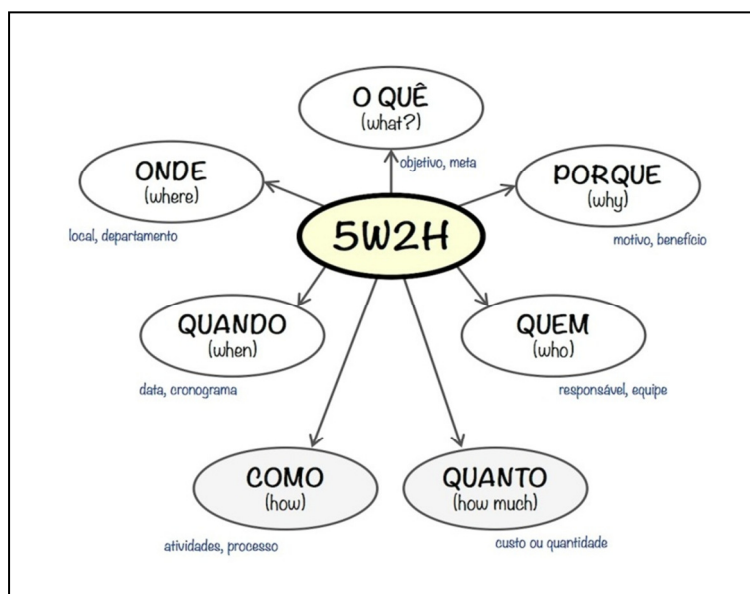 O QUÊ
(what?)
objetivo, meta
ONDE
(where)
local, departamento
PORQUE
(why)
motivo, benefício
5W2H
QUANDO
(when)
data, cronograma
QUEM
(who)
responsável, equipe
COMO
(how)
atividades, processo
QUANTO
(how much)
custo ou quantidade